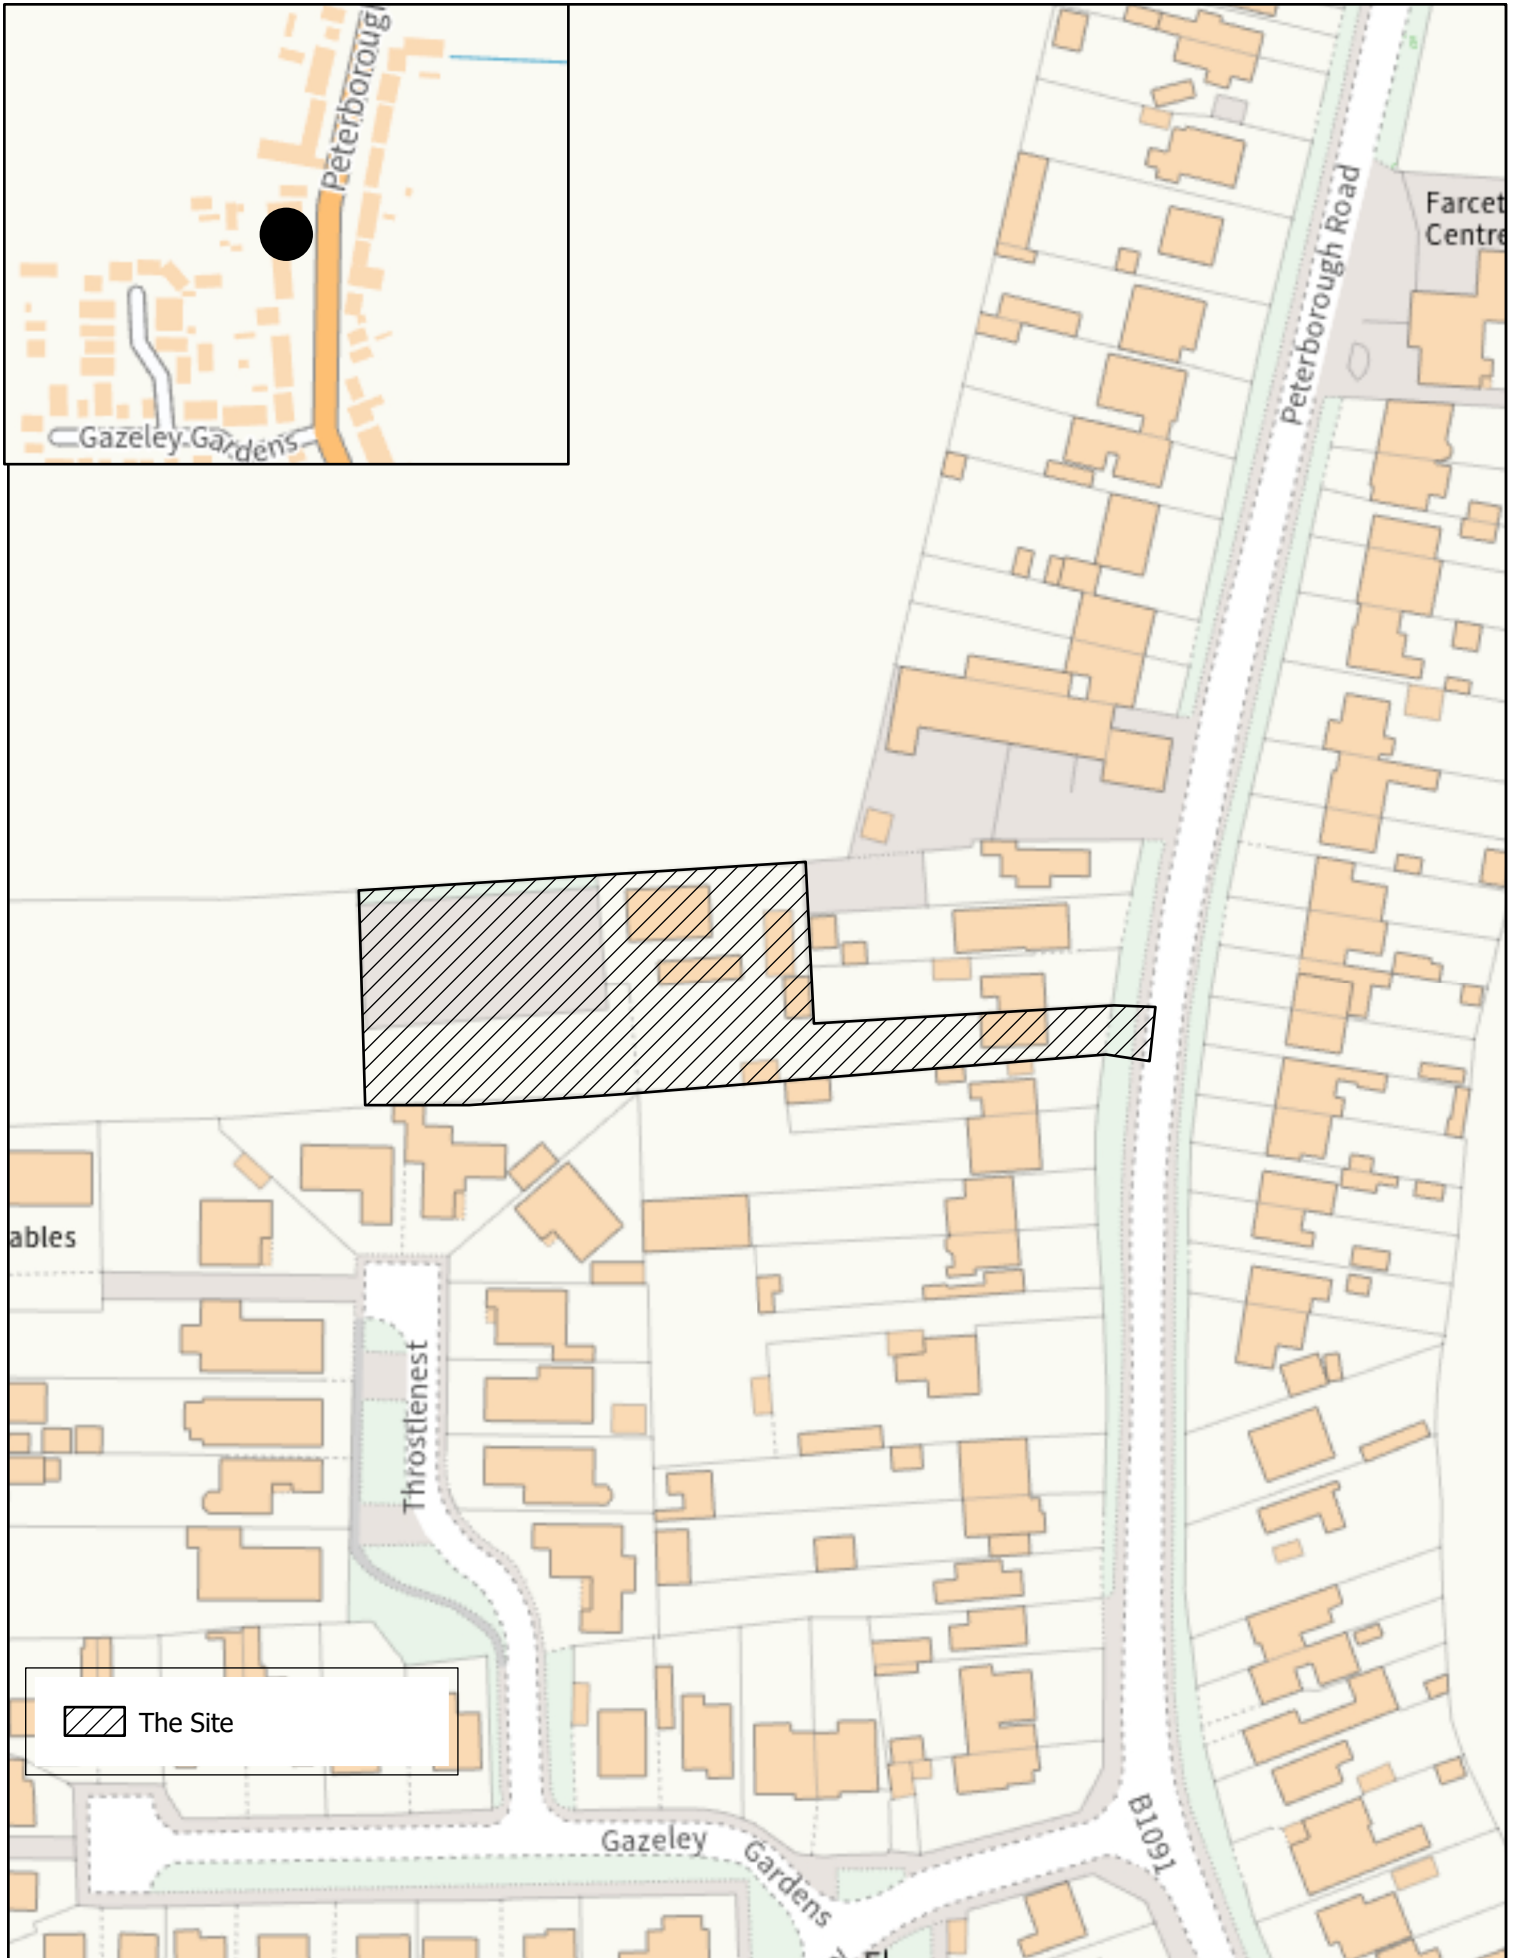 Peterboroug
Gazeley Gardens
Peterborough Road
Farcet
Centre
ables
Throstlenest
The Site
Gazeley
Gardens
B1091